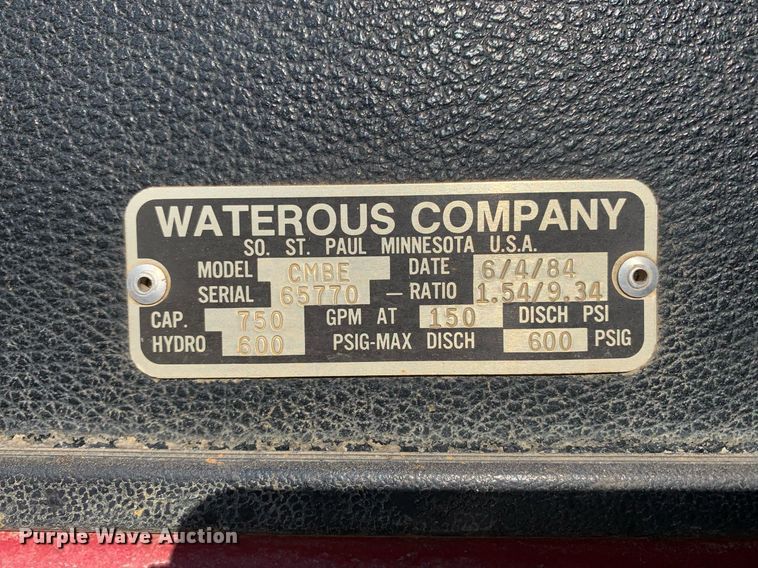 WATEROUS COMPANY
SO. ST. PAUL MINNESOTA U.S.A.
MODEL CMBE DATE 6/4/84
SERIAL 65770 — RATIO 1.54/9.34
CAP. 750 GPM AT 150 DISCH PSI
HYDRO 600 PSIG-MAX DISCH 600 PSIG
Purple Wave Auction